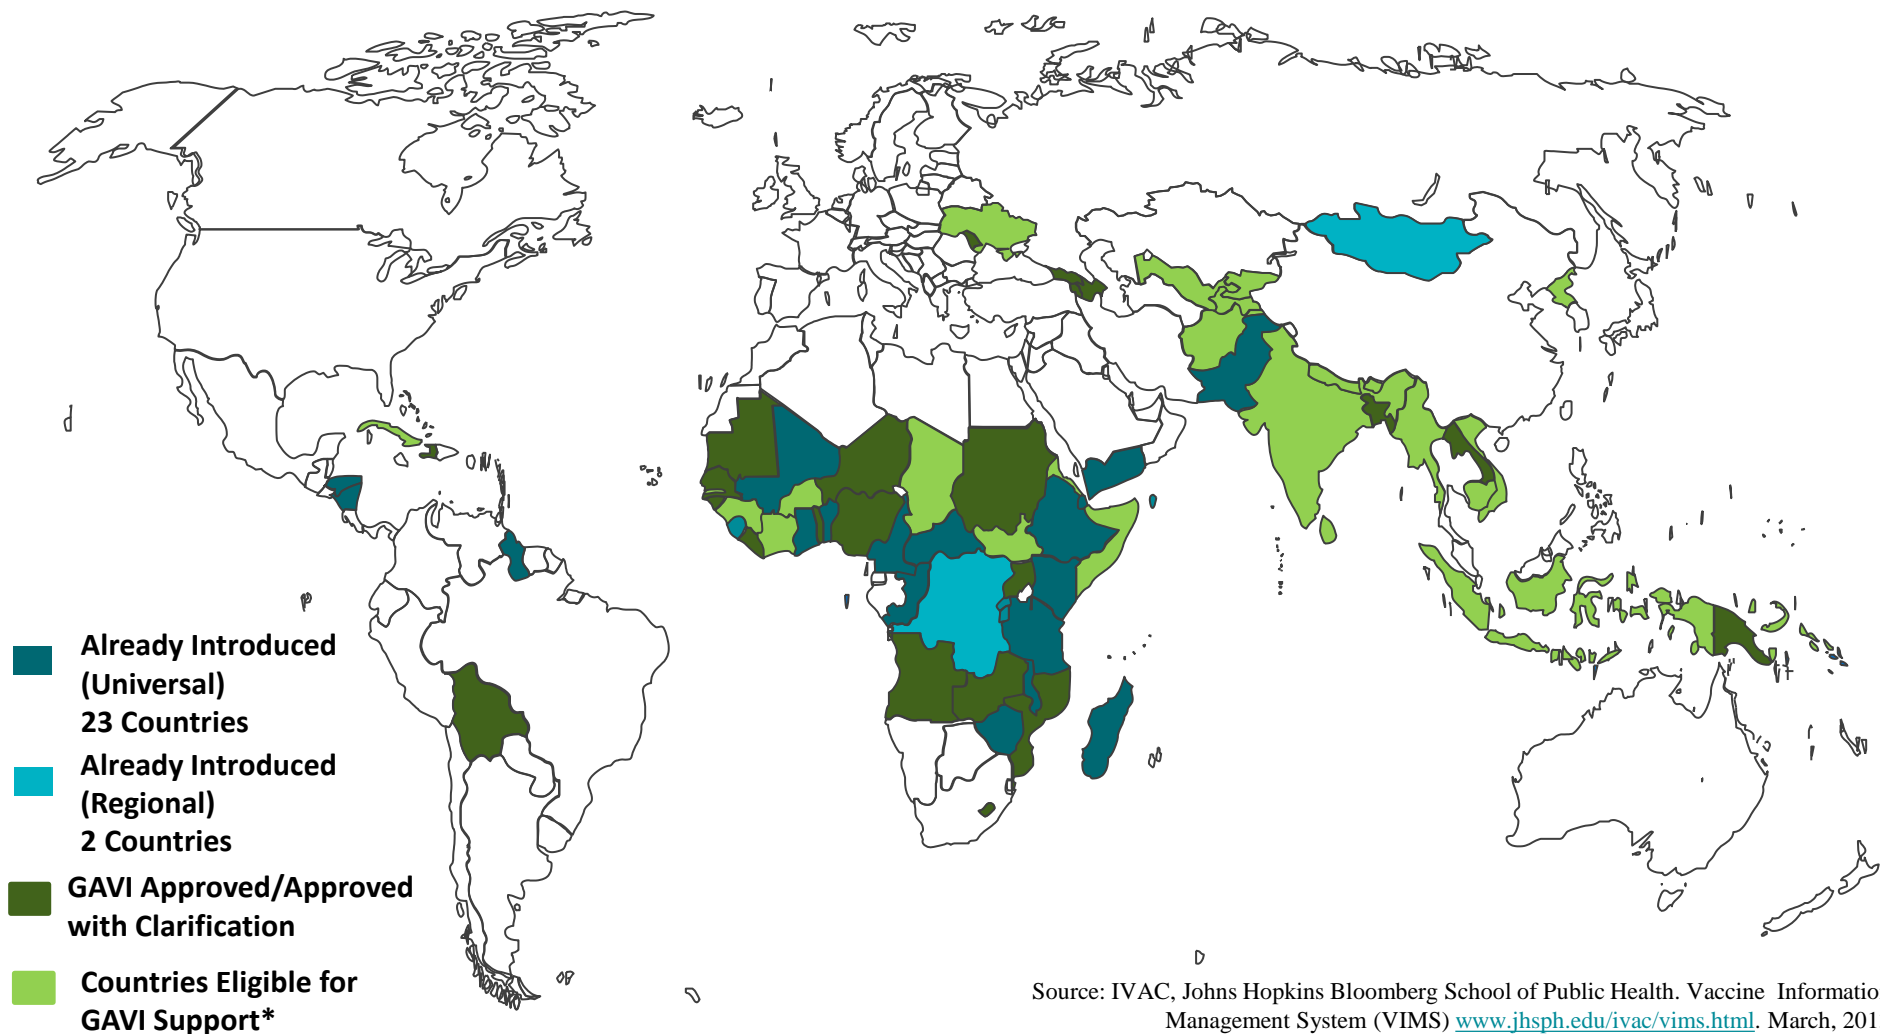 Already Introduced
(Universal)
23 Countries
Already Introduced
(Regional)
2 Countries
GAVI Approved/Approved
with Clarification
Countries Eligible for
GAVI Support*
Source: IVAC, Johns Hopkins Bloomberg School of Public Health. Vaccine Informatio
Management System (VIMS) www.jhsph.edu/ivac/vims.html. March, 201